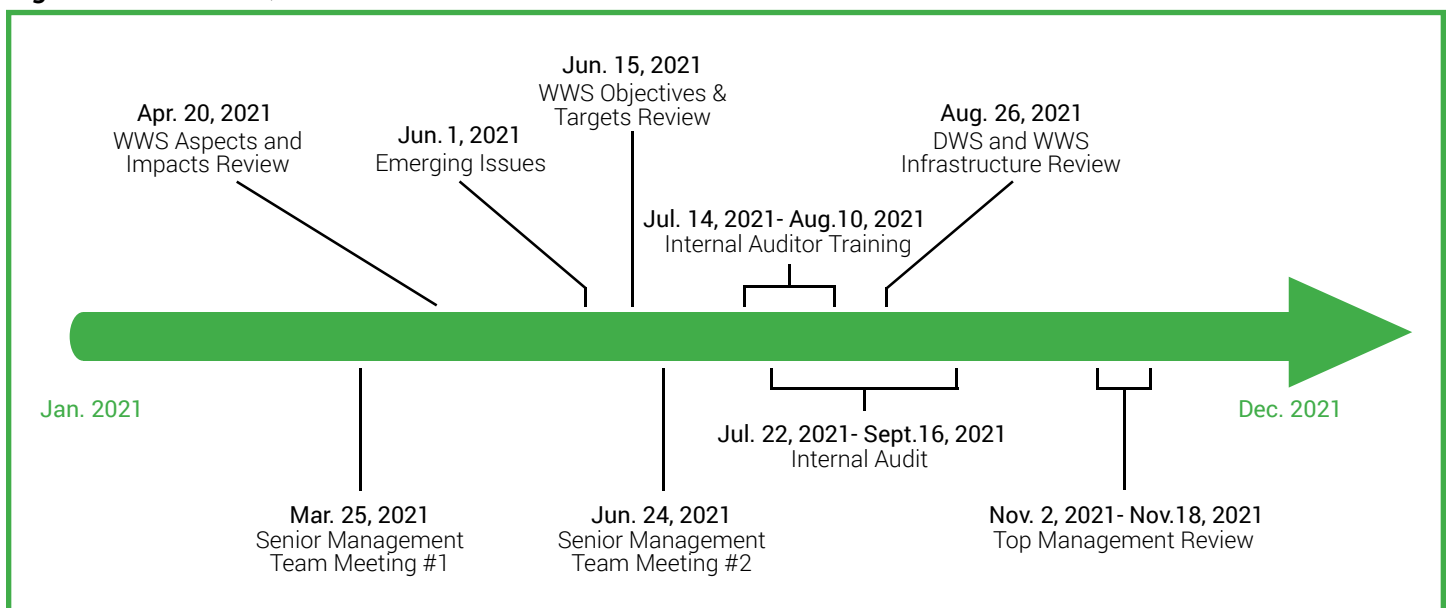 Apr. 20, 2021
WWS Aspects and
Impacts Review
Jun. 1, 2021
Emerging Issues
Jun. 15, 2021
WWS Objectives &
Targets Review
Jul. 14, 2021- Aug.10, 2021
Internal Auditor Training
Aug. 26, 2021
DWS and WWS
Infrastructure Review
Jan. 2021
Dec. 2021
Mar. 25, 2021
Senior Management
Team Meeting #1
Jun. 24, 2021
Senior Management
Team Meeting #2
Jul. 22, 2021- Sept.16, 2021
Internal Audit
Nov. 2, 2021- Nov.18, 2021
Top Management Review